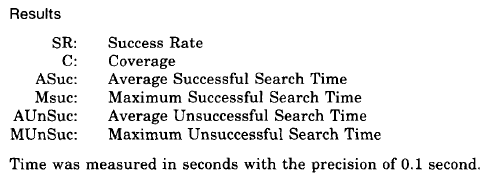 Results
SR: Success Rate
C: Coverage
ASuc: Average Successful Search Time
Msuc: Maximum Successful Search Time
AUnSuc: Average Unsuccessful Search Time
MUnSuc: Maximum Unsuccessful Search Time
Time was measured in seconds with the precision of 0.1 second.